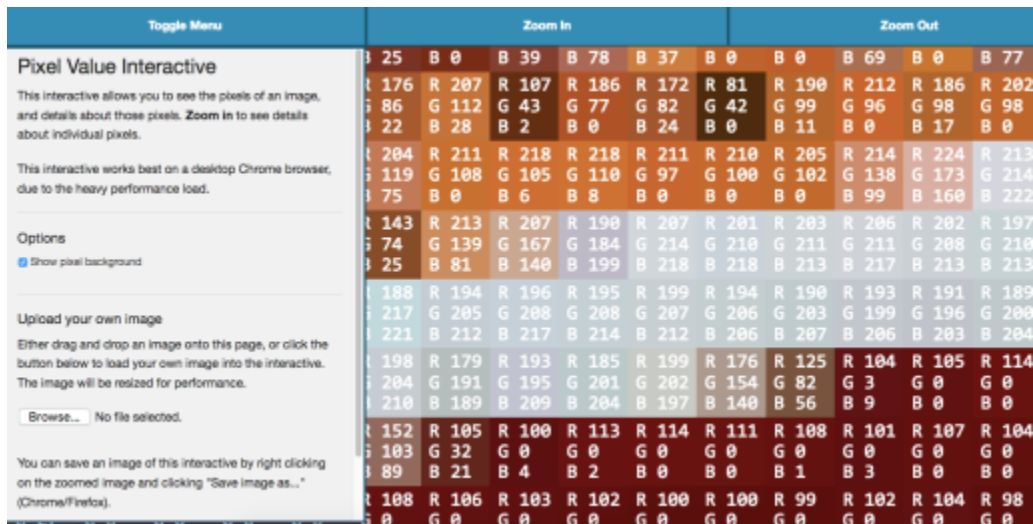 Toggle Menu Zoom In Zoom Out
Pixel Value Interactive
This interactive allows you to see the pixels of an image,
and details about those pixels. Zoom in to see details
about individual pixels.
This interactive works best on a desktop Chrome browser,
due to the heavy performance load.
Options
Show pixel background
Upload your own image
Either drag and drop an image onto this page, or click the
button below to load your own image into the interactive.
The image will be resized for performance.
Browse... No file selected.
You can save an image of this interactive by right clicking
on the zoomed image and clicking "Save image as..."
(Chrome/Firefox).
B 25 B 0 B 39 B 78 B 37 B 0 B 0 B 69 B 0 B 77
R 176 R 207 R 107 R 186 R 172 R 81 R 190 R 212 R 186 R 202
G 86 G 112 G 43 G 77 G 82 G 42 G 99 G 96 G 98 G 98
B 22 B 28 B 2 B 0 B 24 B 0 B 11 B 0 B 17 B 0
R 204 R 211 R 218 R 218 R 211 R 210 R 205 R 214 R 224 R 213
G 119 G 108 G 105 G 110 G 97 G 100 G 102 G 138 G 173 G 214
B 75 B 0 B 6 B 8 B 0 B 0 B 0 B 99 B 160 B 222
R 143 R 213 R 207 R 190 R 207 R 201 R 203 R 206 R 202 R 197
G 74 G 139 G 167 G 184 G 214 G 210 G 211 G 211 G 208 G 210
B 25 B 81 B 140 B 199 B 218 B 218 B 213 B 217 B 213 B 213
R 188 R 194 R 196 R 195 R 199 R 194 R 190 R 193 R 191 R 189
G 217 G 205 G 208 G 208 G 207 G 206 G 203 G 199 G 196 G 200
B 221 B 212 B 217 B 214 B 212 B 206 B 207 B 206 B 203 B 204
R 198 R 179 R 193 R 185 R 199 R 176 R 125 R 104 R 105 R 114
G 204 G 191 G 195 G 201 G 202 G 154 G 82 G 3 G 0 G 0
B 210 B 189 B 209 B 204 B 197 B 140 B 56 B 9 B 0 B 0
R 152 R 105 R 100 R 113 R 114 R 111 R 108 R 101 R 107 R 104
G 103 G 32 G 0 G 0 G 0 G 0 G 0 G 0 G 0 G 0
B 89 B 21 B 4 B 2 B 0 B 0 B 1 B 3 B 0 B 0
R 108 R 106 R 103 R 102 R 100 R 100 R 99 R 102 R 104 R 98
G 0 G 0 G 0 G 0 G 0 G 0 G 0 G 0 G 0 G 0